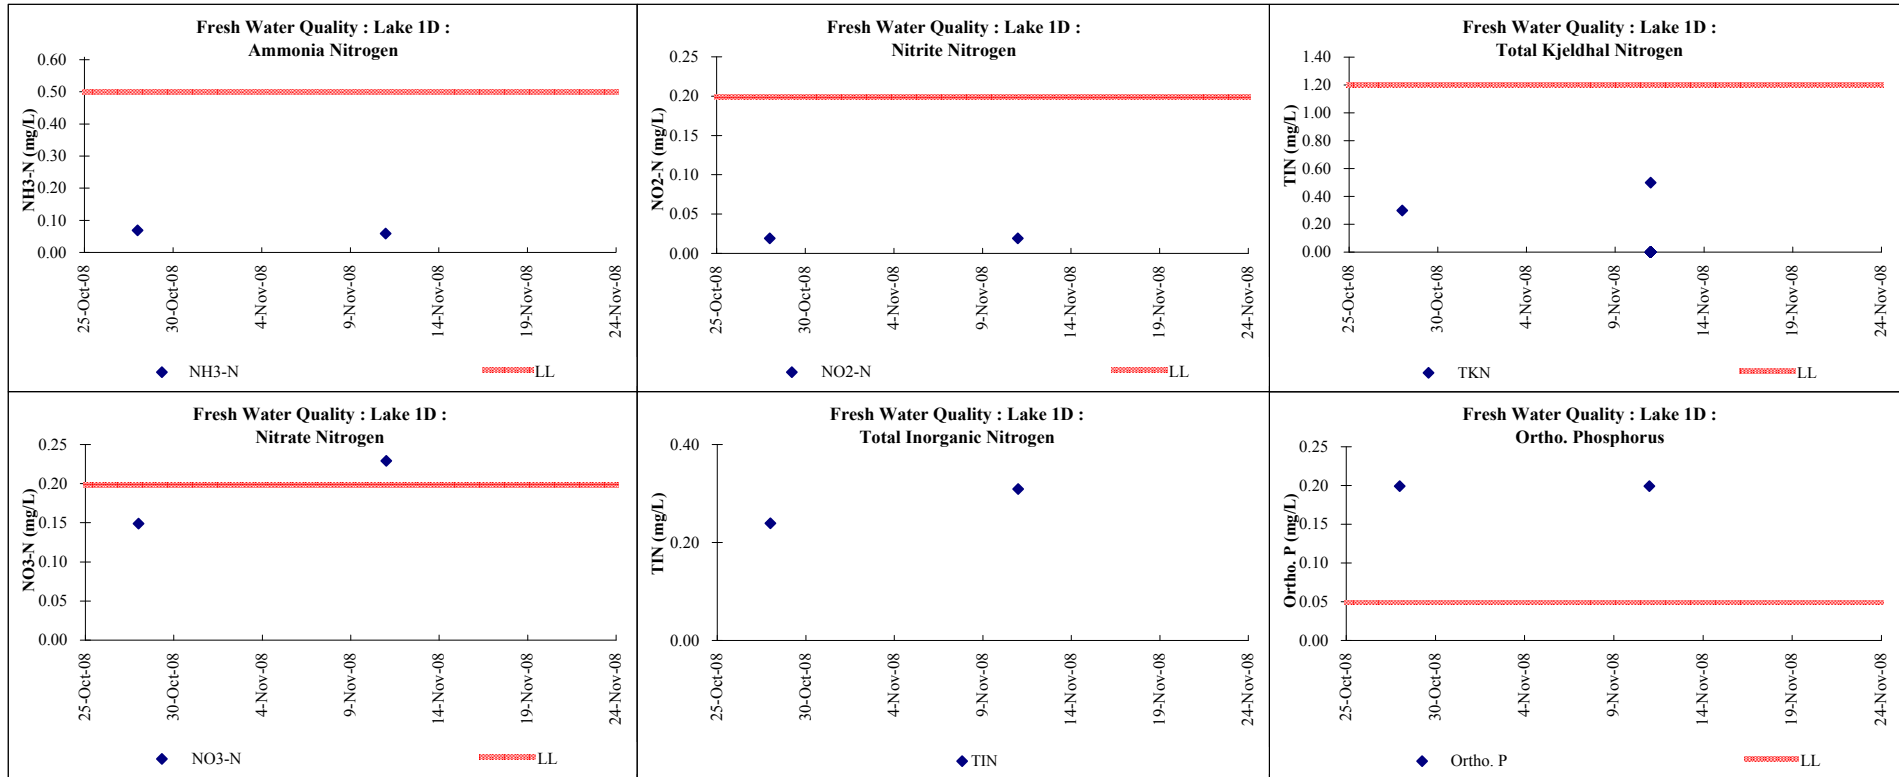 Fresh Water Quality : Lake 1D :
Ammonia Nitrogen
0.60
0.50
0.40
0.30
0.20
0.10
0.00
NH3-N (mg/L)
25-Oct-08
30-Oct-08
4-Nov-08
9-Nov-08
14-Nov-08
19-Nov-08
24-Nov-08
NH3-N
LL
Fresh Water Quality : Lake 1D :
Nitrite Nitrogen
0.25
0.20
0.15
0.10
0.05
0.00
NO2-N (mg/L)
25-Oct-08
30-Oct-08
4-Nov-08
9-Nov-08
14-Nov-08
19-Nov-08
24-Nov-08
NO2-N
LL
Fresh Water Quality : Lake 1D :
Total Kjeldhal Nitrogen
1.40
1.20
1.00
0.80
0.60
0.40
0.20
0.00
TIN (mg/L)
25-Oct-08
30-Oct-08
4-Nov-08
9-Nov-08
14-Nov-08
19-Nov-08
24-Nov-08
TKN
LL
Fresh Water Quality : Lake 1D :
Nitrate Nitrogen
0.25
0.20
0.15
0.10
0.05
0.00
NO3-N (mg/L)
25-Oct-08
30-Oct-08
4-Nov-08
9-Nov-08
14-Nov-08
19-Nov-08
24-Nov-08
NO3-N
LL
Fresh Water Quality : Lake 1D :
Total Inorganic Nitrogen
0.40
0.20
0.00
TIN (mg/L)
25-Oct-08
30-Oct-08
4-Nov-08
9-Nov-08
14-Nov-08
19-Nov-08
24-Nov-08
TIN
Fresh Water Quality : Lake 1D :
Ortho. Phosphorus
0.25
0.20
0.15
0.10
0.05
0.00
Ortho. P (mg/L)
25-Oct-08
30-Oct-08
4-Nov-08
9-Nov-08
14-Nov-08
19-Nov-08
24-Nov-08
Ortho. P
LL